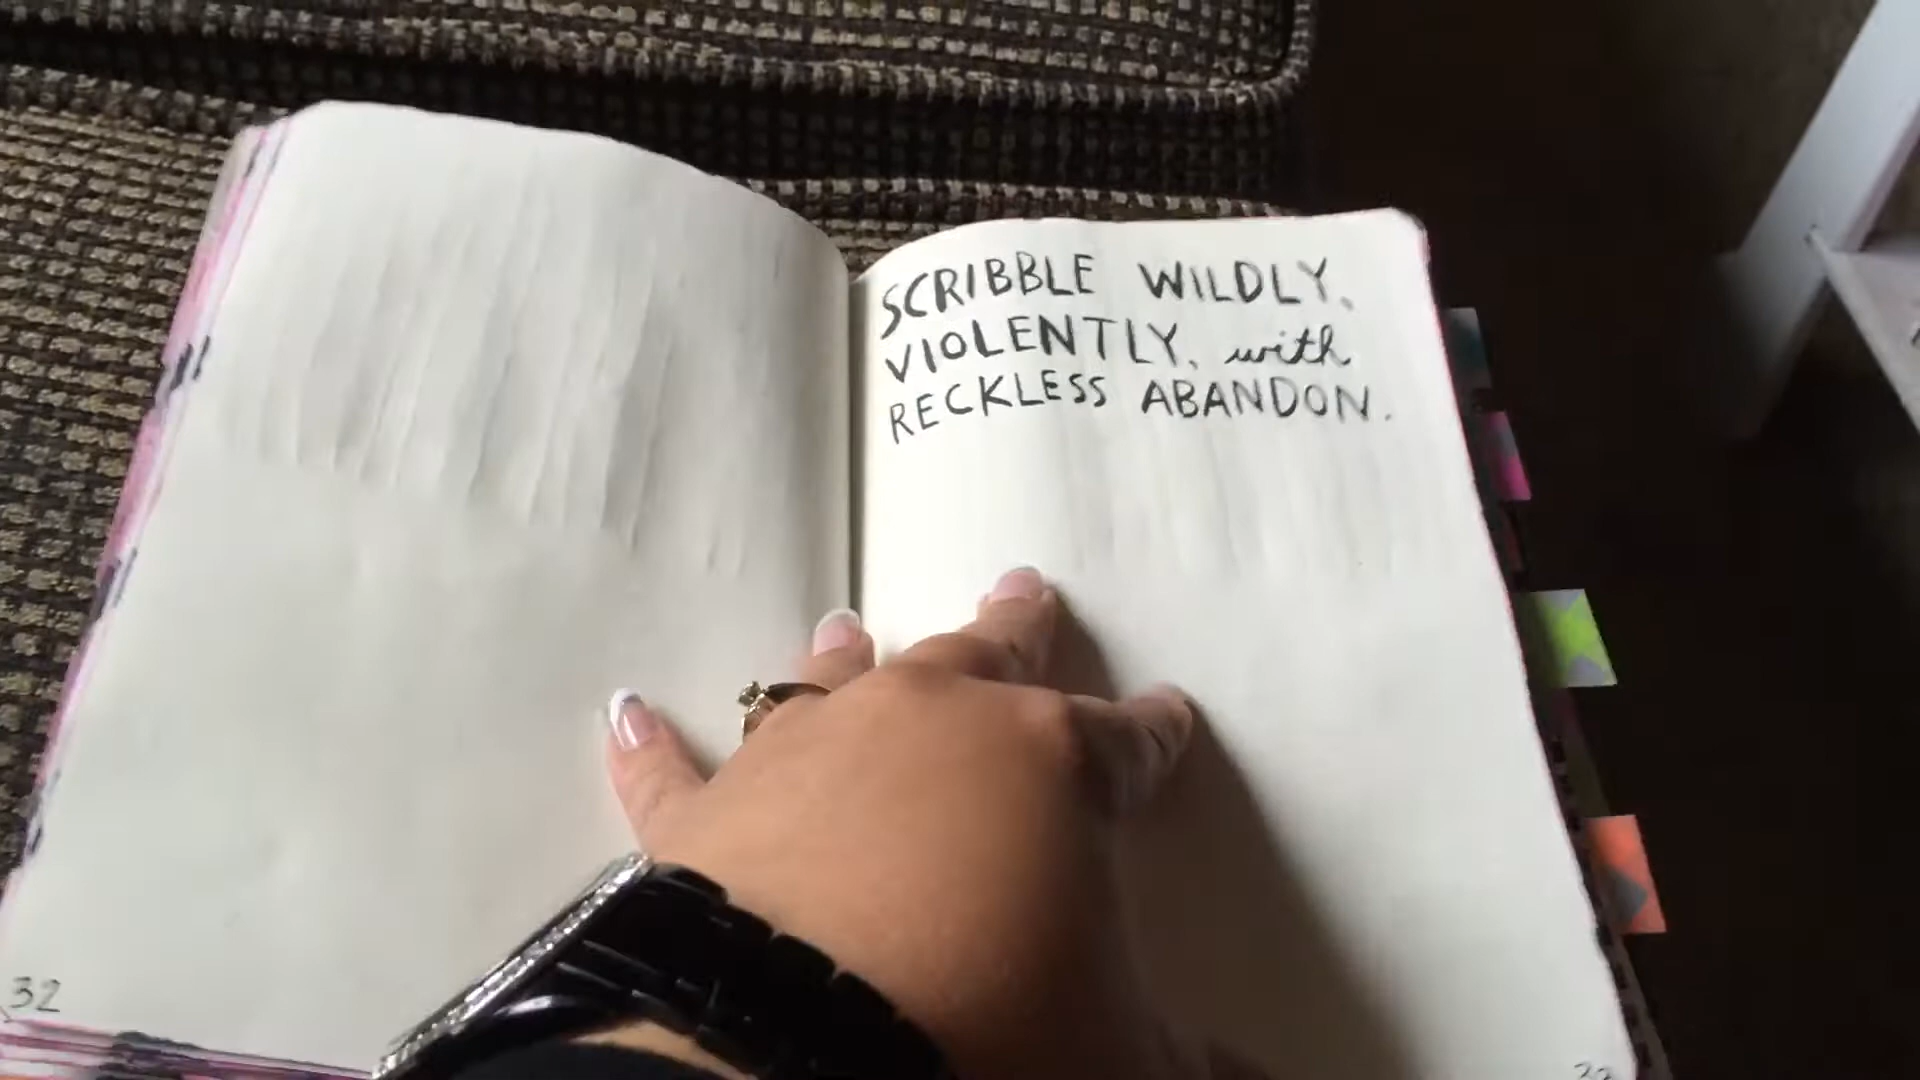 SCRIBBLE WILDLY,
VIOLENTLY, with
RECKLESS ABANDON.
32